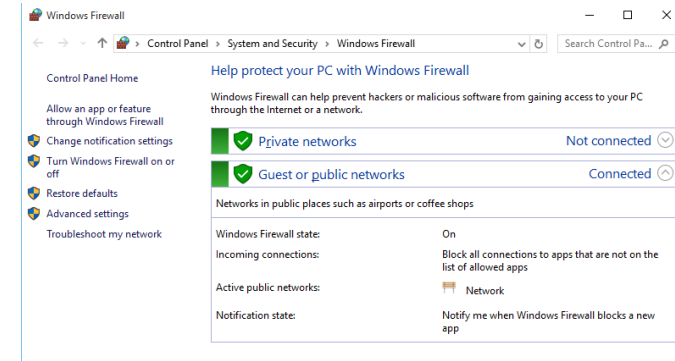 Windows Firewall
Control Panel > System and Security > Windows Firewall
Search Control Pa...
Control Panel Home
Allow an app or feature
through Windows Firewall
Change notification settings
Turn Windows Firewall on or
off
Restore defaults
Advanced settings
Troubleshoot my network
Help protect your PC with Windows Firewall
Windows Firewall can help prevent hackers or malicious software from gaining access to your PC
through the Internet or a network.
Private networks Not connected
Guest or public networks Connected
Networks in public places such as airports or coffee shops
Windows Firewall state: On
Incoming connections: Block all connections to apps that are not on the
list of allowed apps
Active public networks: Network
Notification state: Notify me when Windows Firewall blocks a new
app